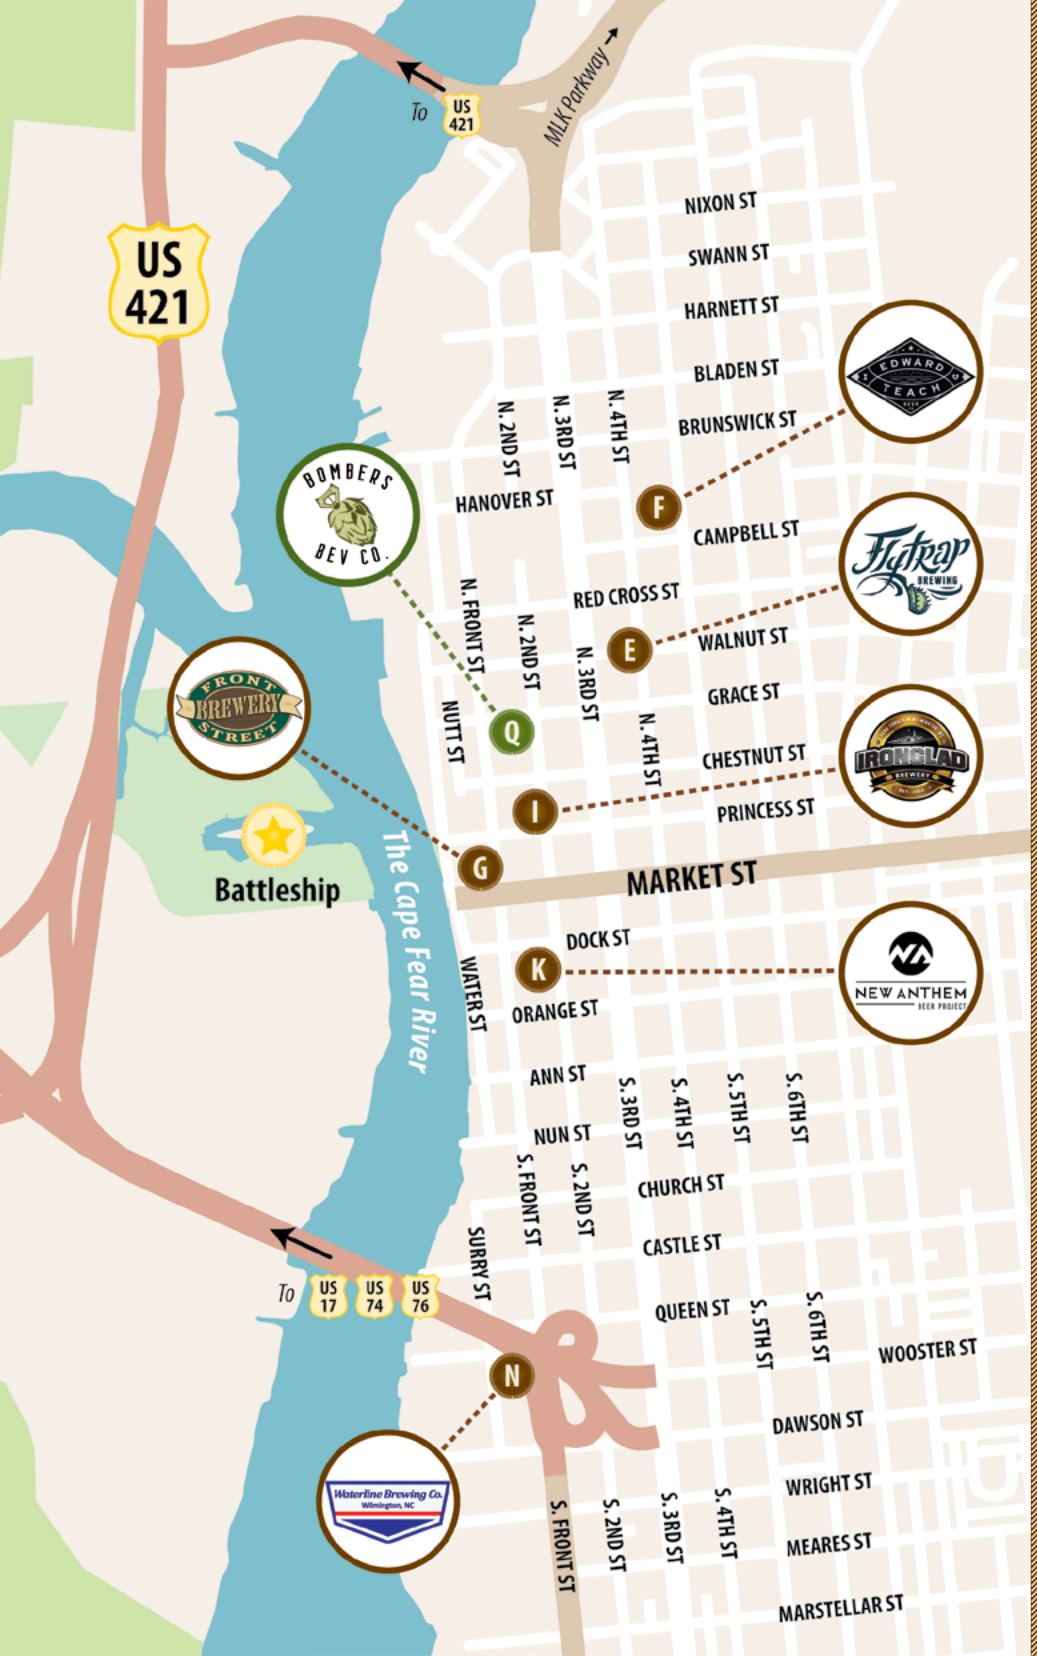 MLK Parkway
To
US
421
NIXON ST
US
421
SWANN ST
HARNETT ST
EDWARD
TEACH
BEER
BLADEN ST
N. 2ND ST
N. 3RD ST
N. 4TH ST
BRUNSWICK ST
BOMBERS
BEV CO.
HANOVER ST
F
CAMPBELL ST
Flytrap
BREWING
N. FRONT ST
RED CROSS ST
N. 2ND ST
E
WALNUT ST
N. 3RD ST
FRONT
BREWERY
STREET
GRACE ST
NUTT ST
Q
N. 4TH ST
CHESTNUT ST
IRONCLAD
BREWERY
I
PRINCESS ST
Battleship
The Cape Fear River
G
MARKET ST
DOCK ST
K
NEW ANTHEM
BEER PROJECT
WATER ST
ORANGE ST
ANN ST
S. 3RD ST
S. 4TH ST
S. 5TH ST
S. 6TH ST
NUN ST
S. FRONT ST
S. 2ND ST
CHURCH ST
SURRY ST
CASTLE ST
To
US
17
US
74
US
76
QUEEN ST
S. 5TH ST
S. 6TH ST
WOOSTER ST
N
DAWSON ST
Waterline Brewing Co.
Wilmington, NC
WRIGHT ST
S. FRONT ST
S. 2ND ST
S. 3RD ST
S. 4TH ST
MEARES ST
MARSTELLAR ST